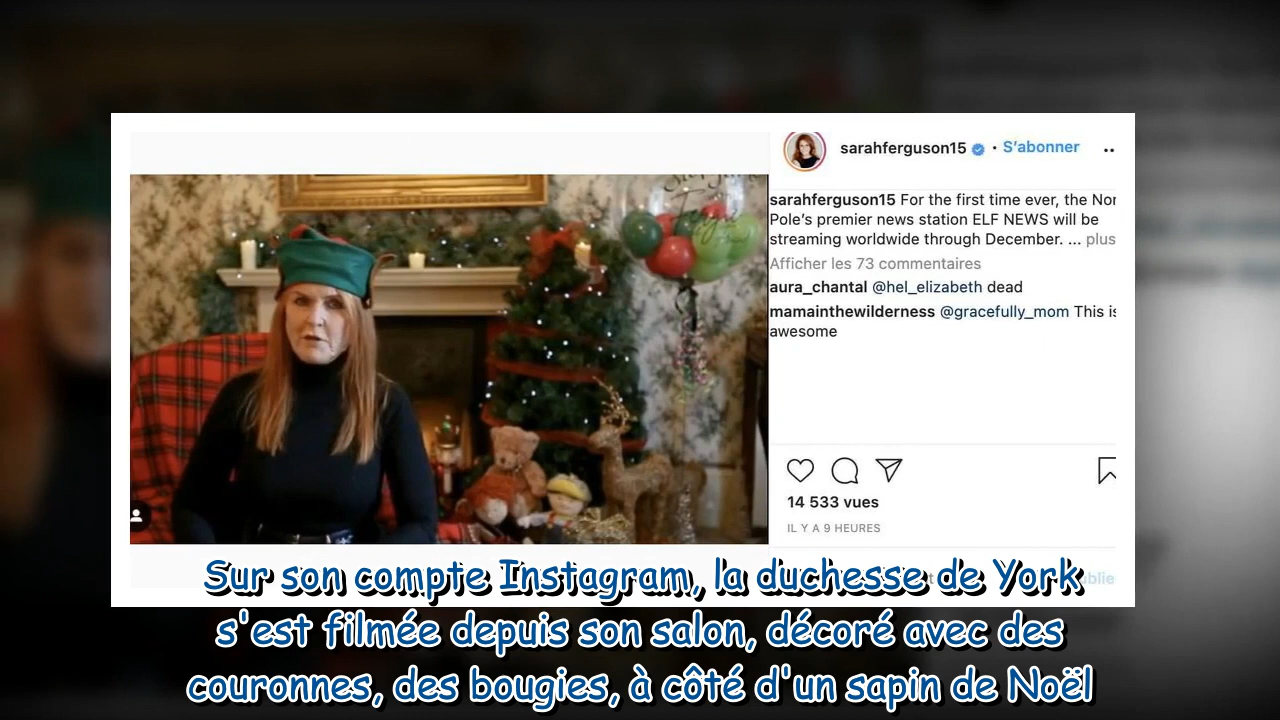 sarahferguson15 • S'abonner ..
sarahferguson15 For the first time ever, the Nor
Pole's premier news station ELF NEWS will be
streaming worldwide through December. ... plus
Afficher les 73 commentaires
aura_chantal @hel_elizabeth dead
mamainthewilderness @gracefully_mom This is
awesome
14 533 vues
IL Y A 9 HEURES
Sur son compte Instagram, la duchesse de York
s'est filmée depuis son salon, décoré avec des
couronnes, des bougies, à côté d'un sapin de Noël